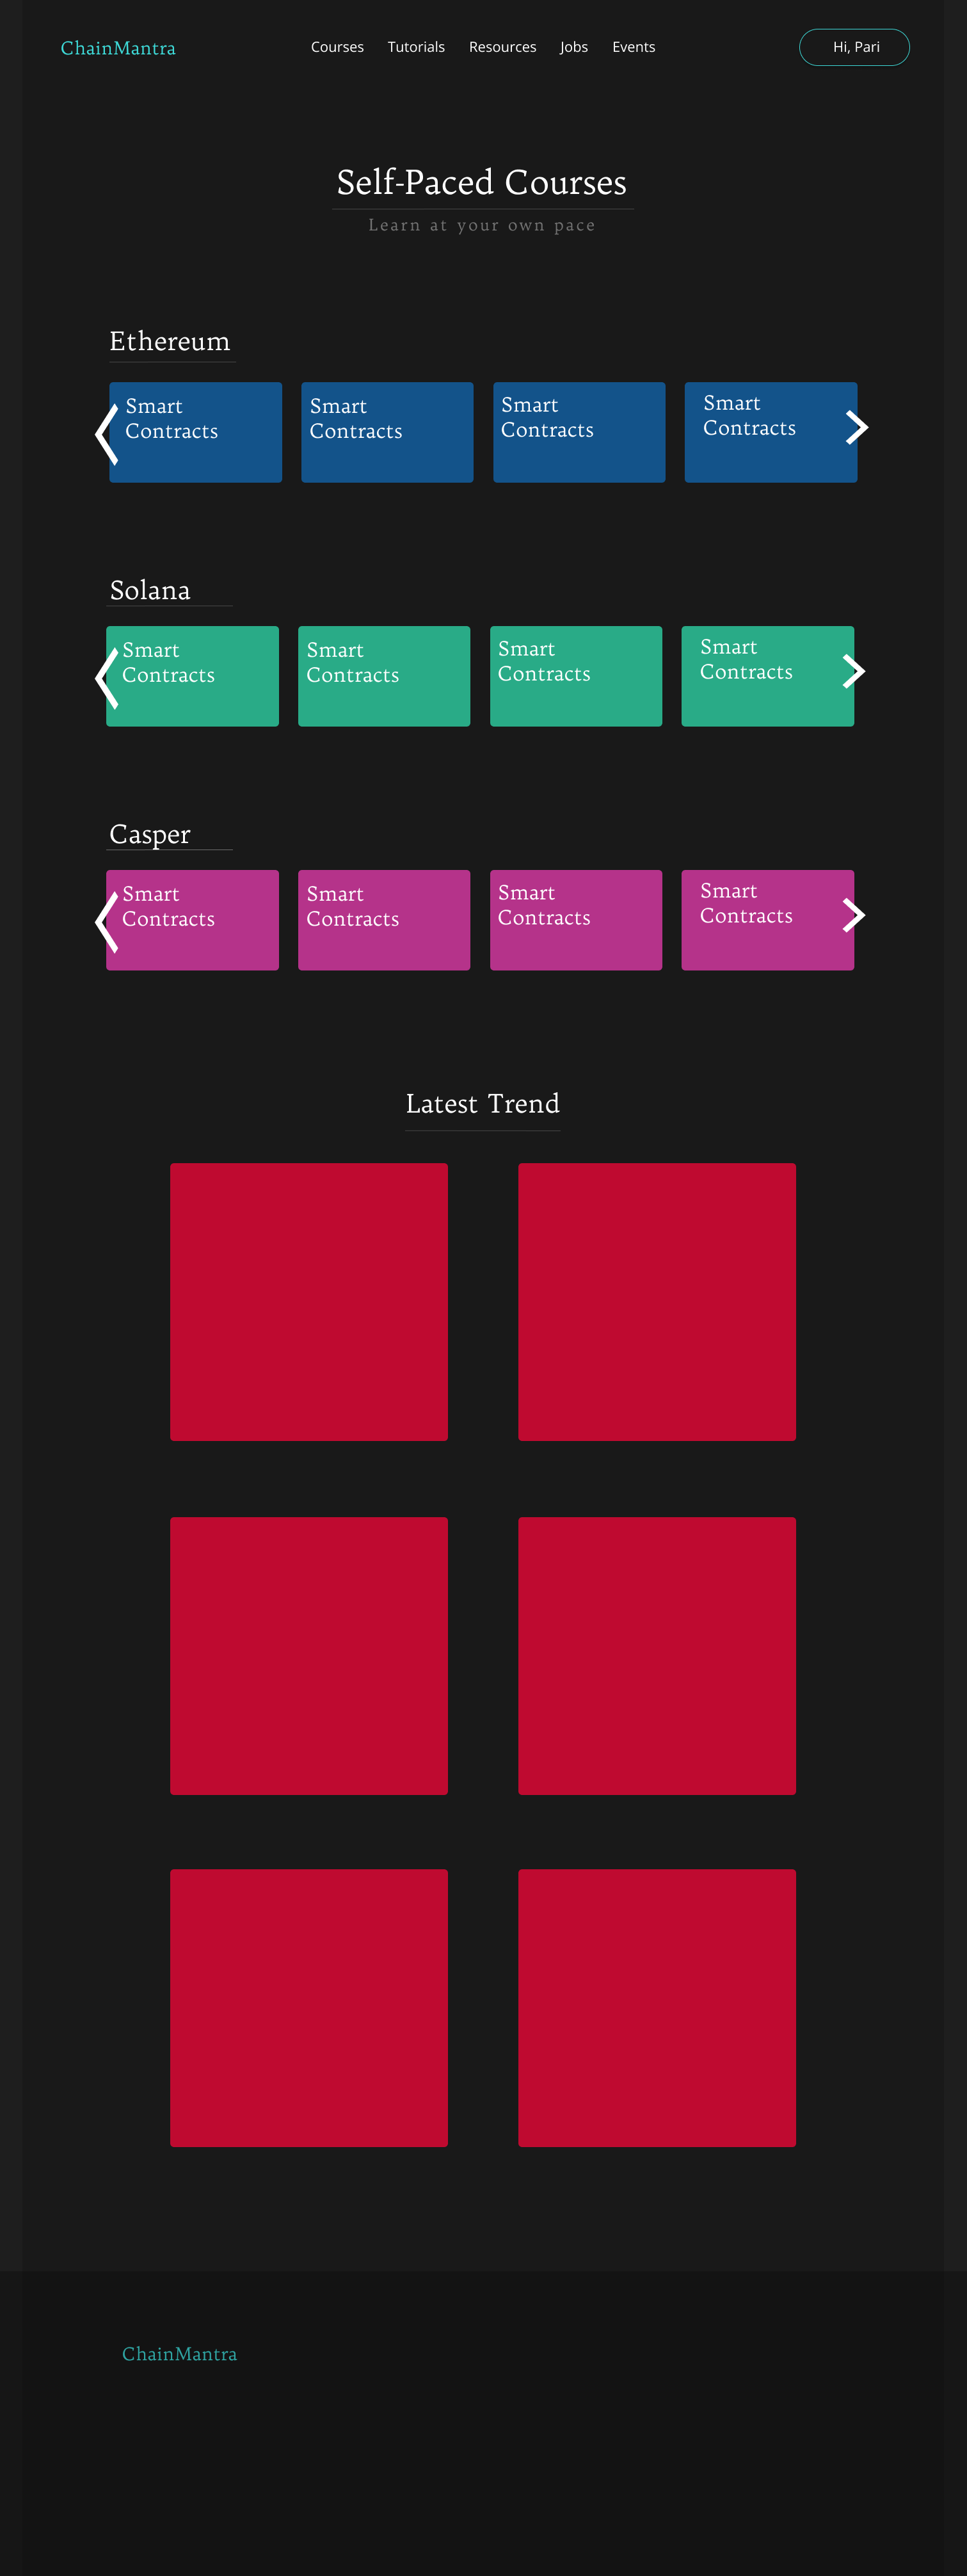 ChainMantra
Courses Tutorials Resources Jobs Events
Hi, Pari
Self-Paced Courses
Learn at your own pace
Ethereum
Smart
Contracts
Smart
Contracts
Smart
Contracts
Smart
Contracts
Solana
Smart
Contracts
Smart
Contracts
Smart
Contracts
Smart
Contracts
Casper
Smart
Contracts
Smart
Contracts
Smart
Contracts
Smart
Contracts
Latest Trend
ChainMantra